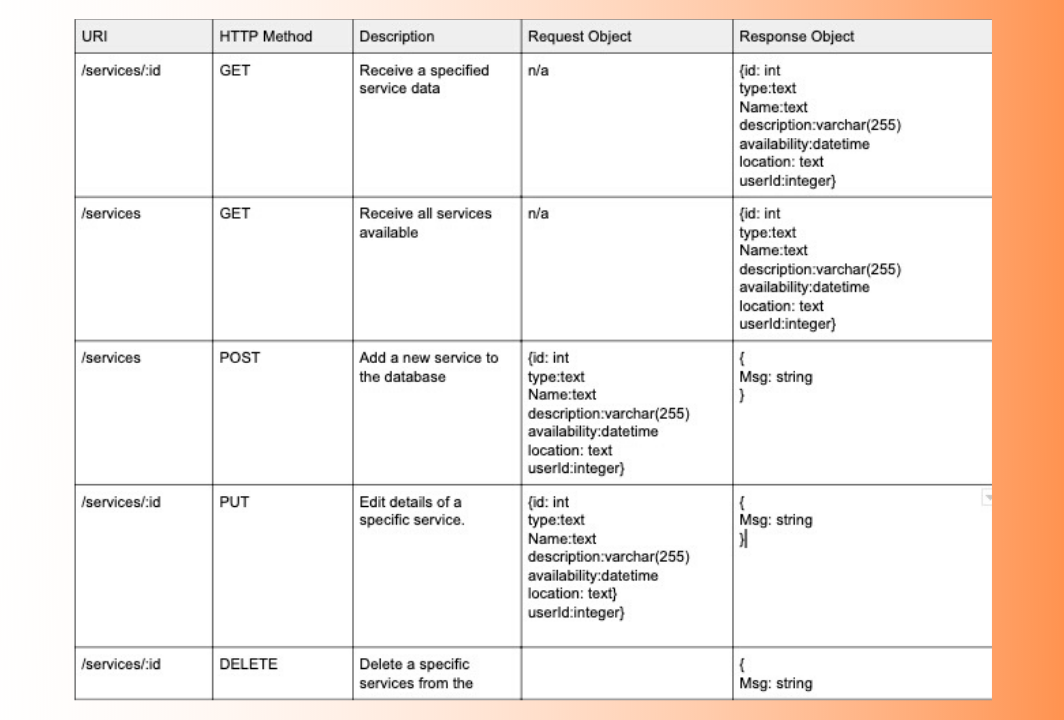 URI HTTP Method Description Request Object Response Object
/services/:id GET Receive a specified n/a {id: int
service data type:text
Name:text
description:varchar(255)
availability:datetime
location: text
userId:integer}
/services GET Receive all services n/a {id: int
available type:text
Name:text
description:varchar(255)
availability:datetime
location: text
userId:integer}
/services POST Add a new service to {id: int {
the database type:text Msg: string
Name:text }
description:varchar(255)
availability:datetime
location: text
userId:integer}
/services/:id PUT Edit details of a {id: int {
specific service. type:text Msg: string
Name:text }
description:varchar(255)
availability:datetime
location: text}
userId:integer}
/services/:id DELETE Delete a specific {
services from the Msg: string